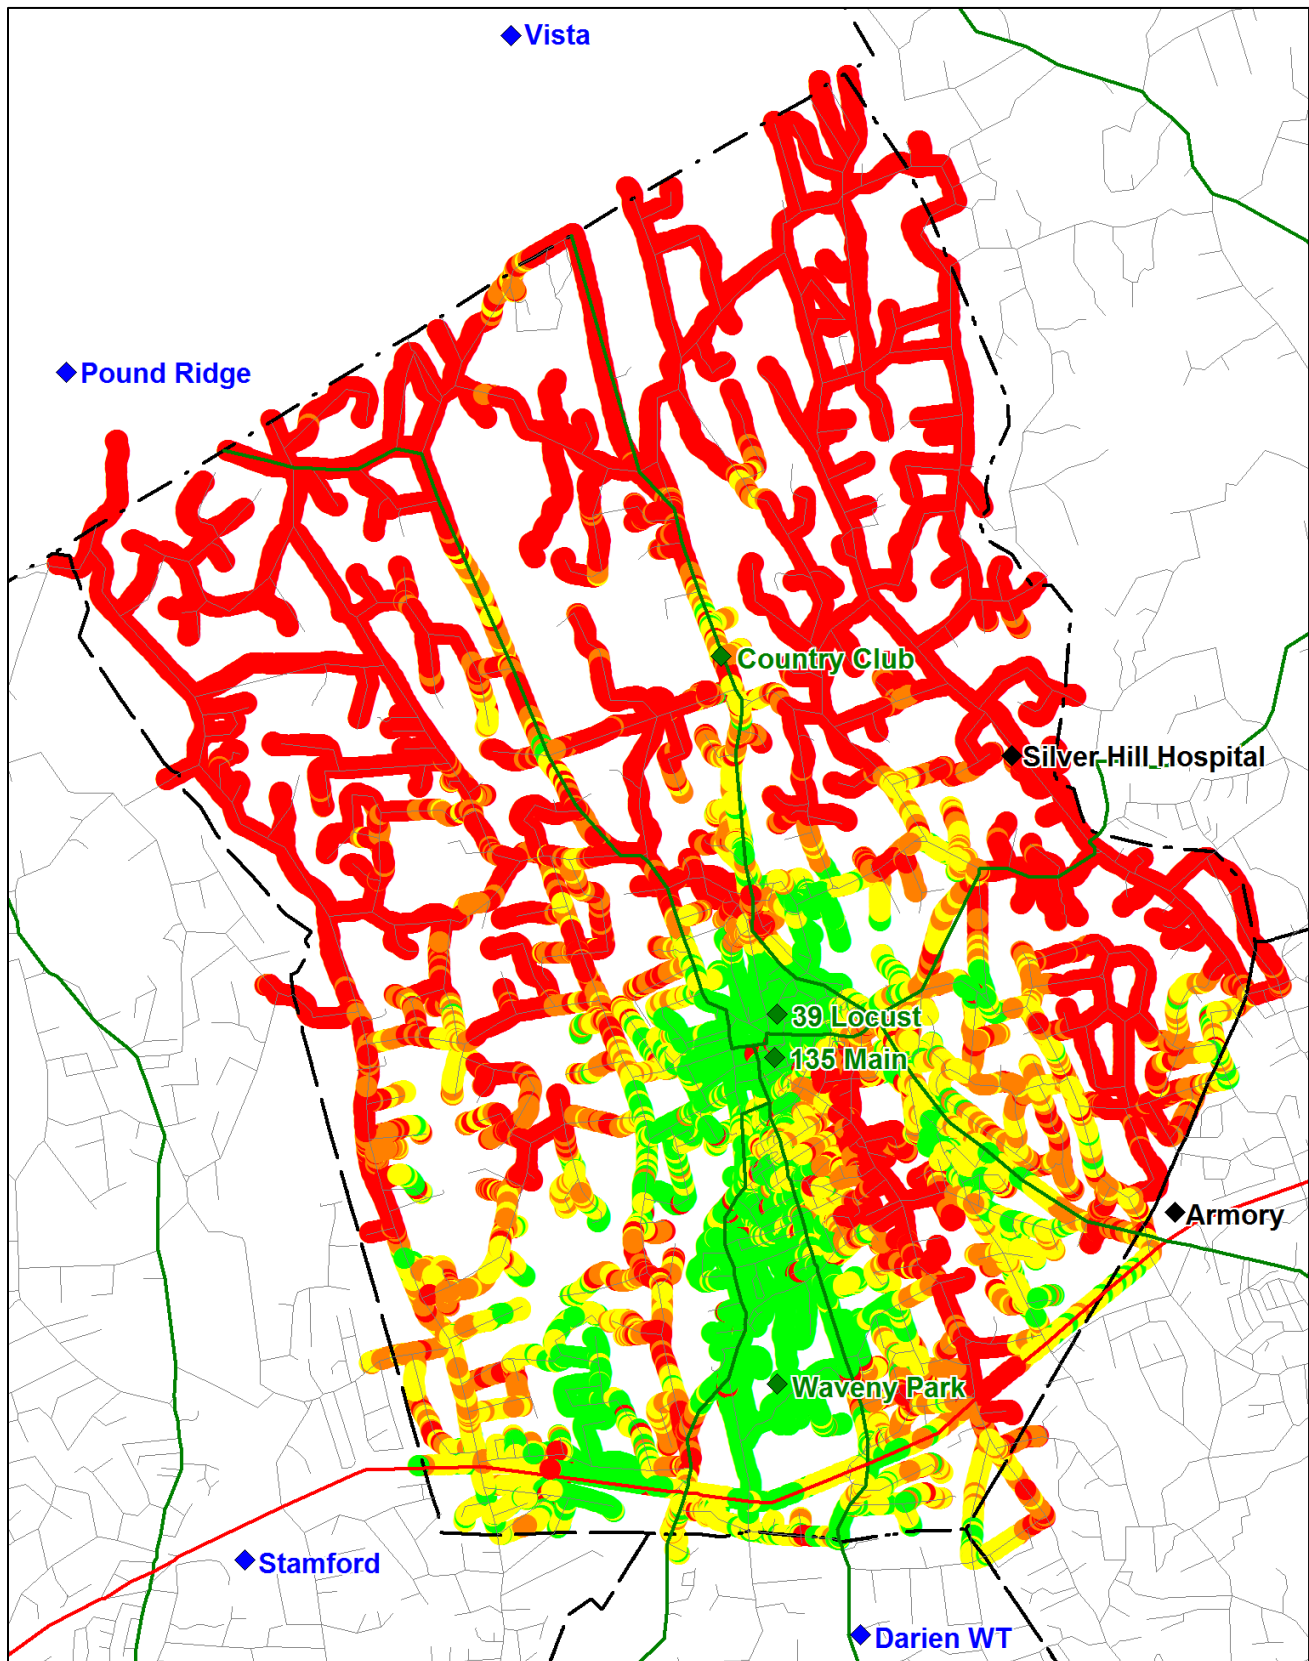 Vista
Pound Ridge
Country Club
Silver Hill Hospital
39 Locust
135 Main
Armory
Waveny Park
Stamford
Darien WT